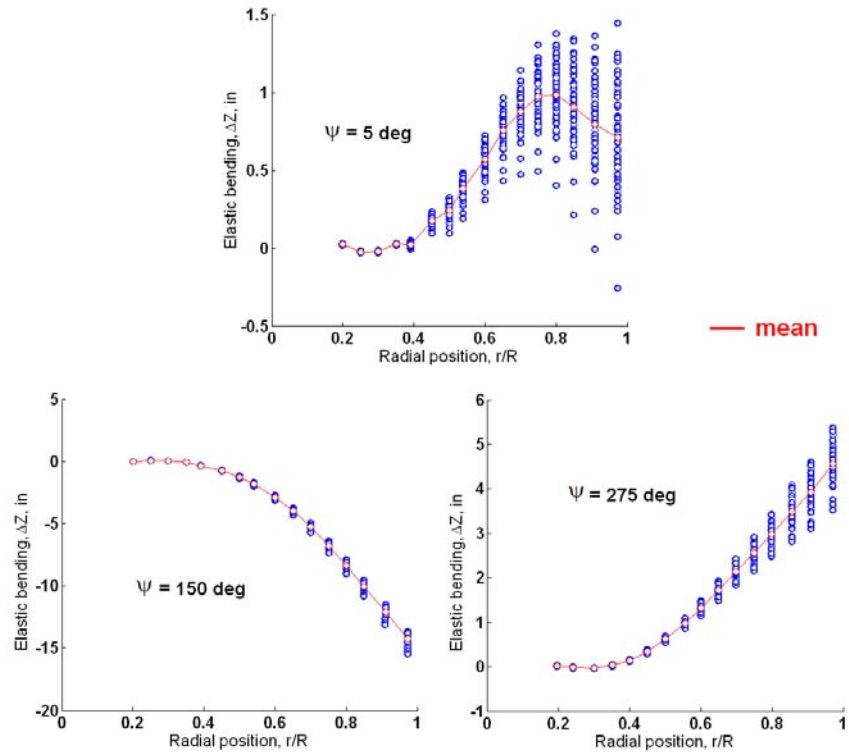 1.5
1
0.5
0
-0.5
Elastic bending, ΔZ, in
Ψ = 5 deg
0 0.2 0.4 0.6 0.8 1
Radial position, r/R
mean
5
0
-5
-10
-15
-20
Elastic bending, ΔZ, in
Ψ = 150 deg
0 0.2 0.4 0.6 0.8 1
Radial position, r/R
6
5
4
3
2
1
0
-1
Elastic bending, ΔZ, in
Ψ = 275 deg
0 0.2 0.4 0.6 0.8 1
Radial position, r/R